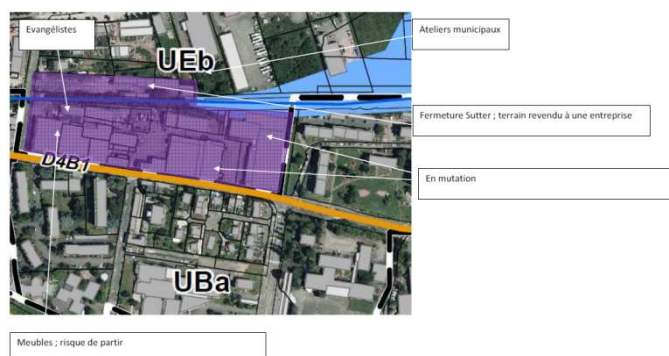 Evangélistes
Ateliers municipaux
UEb
Fermeture Sutter ; terrain revendu à une entreprise
D4B1
En mutation
UBa
Meubles ; risque de partir